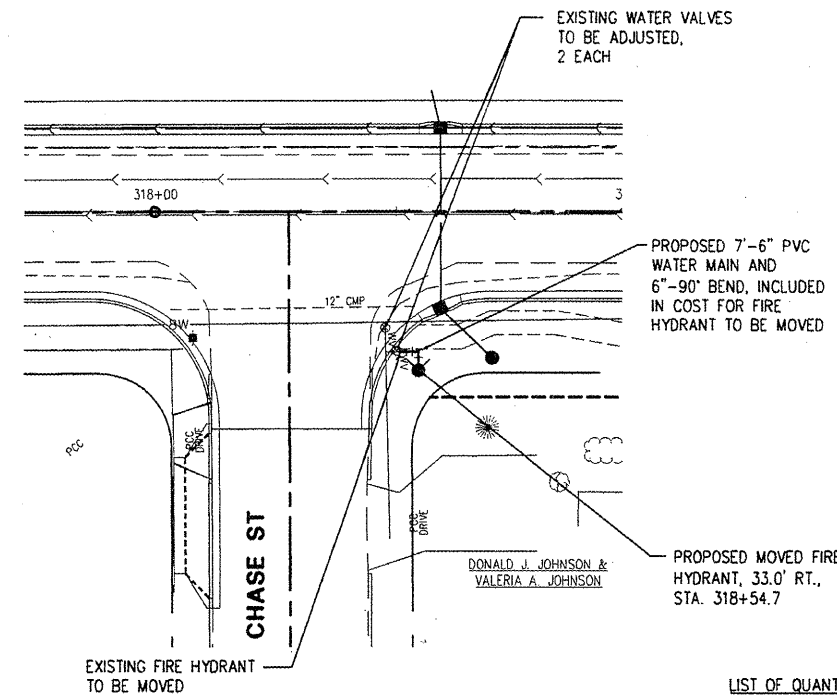 EXISTING WATER VALVES
TO BE ADJUSTED,
2 EACH
318+00
3
PROPOSED 7'-6" PVC
WATER MAIN AND
6"-90° BEND, INCLUDED
IN COST FOR FIRE
HYDRANT TO BE MOVED
12" CMP
PCC
PCC
DRIVE
CHASE ST
PCC
DRIVE
DONALD J. JOHNSON &
VALERIA A. JOHNSON
PROPOSED MOVED FIRE
HYDRANT, 33.0' RT.,
STA. 318+54.7
EXISTING FIRE HYDRANT
TO BE MOVED
LIST OF QUANT